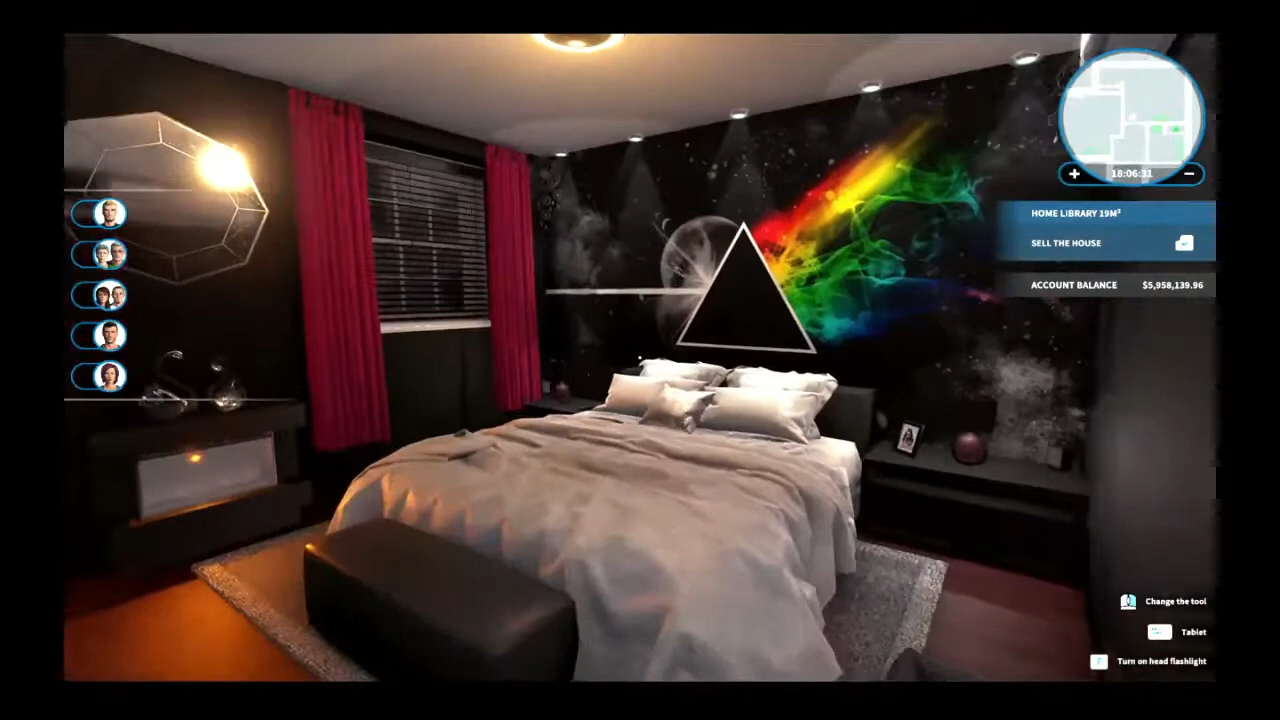 18:06:31
HOME LIBRARY 19M²
SELL THE HOUSE
ACCOUNT BALANCE $5,958,139.96
Change the tool
Tablet
F Turn on head flashlight